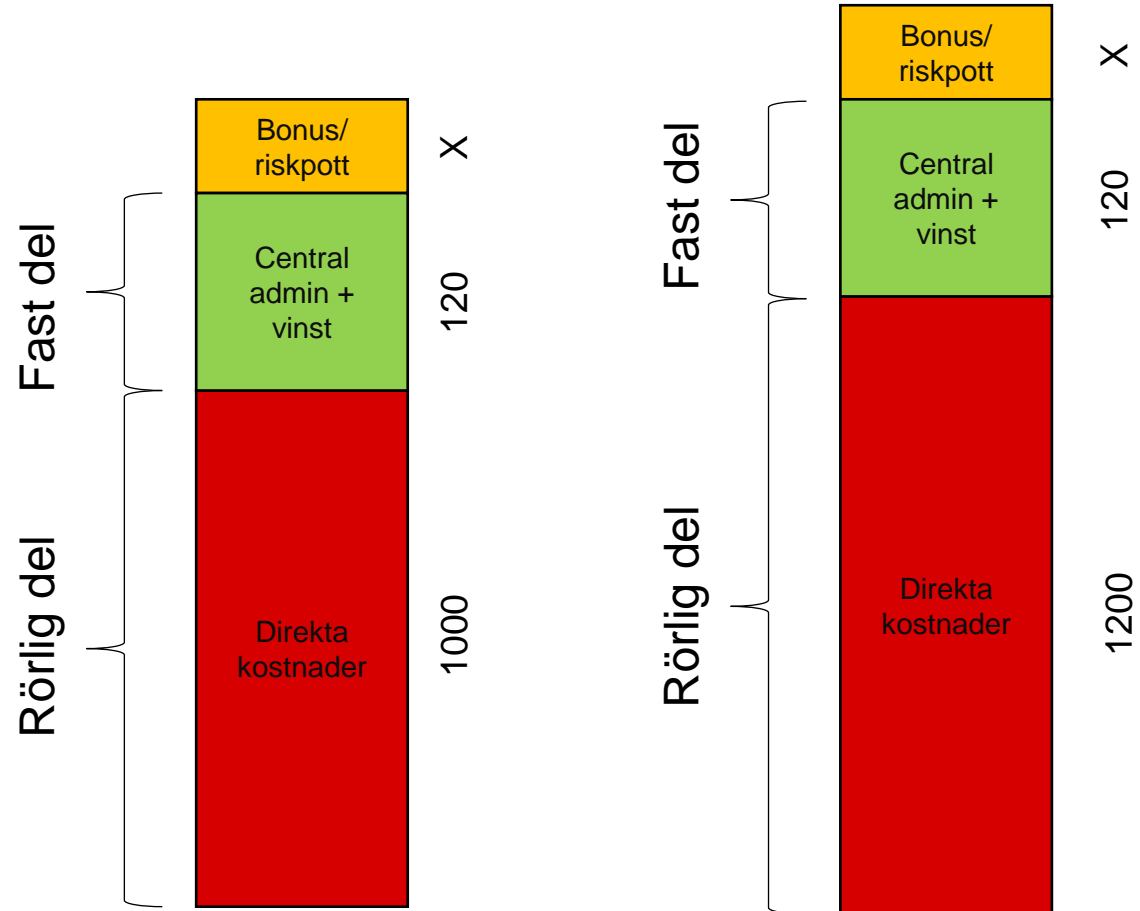 Bonus/
riskpott
X
Fast del
Central
admin +
vinst
120
Rörlig del
Direkta
kostnader
1000
Bonus/
riskpott
X
Fast del
Central
admin +
vinst
120
Rörlig del
Direkta
kostnader
1200